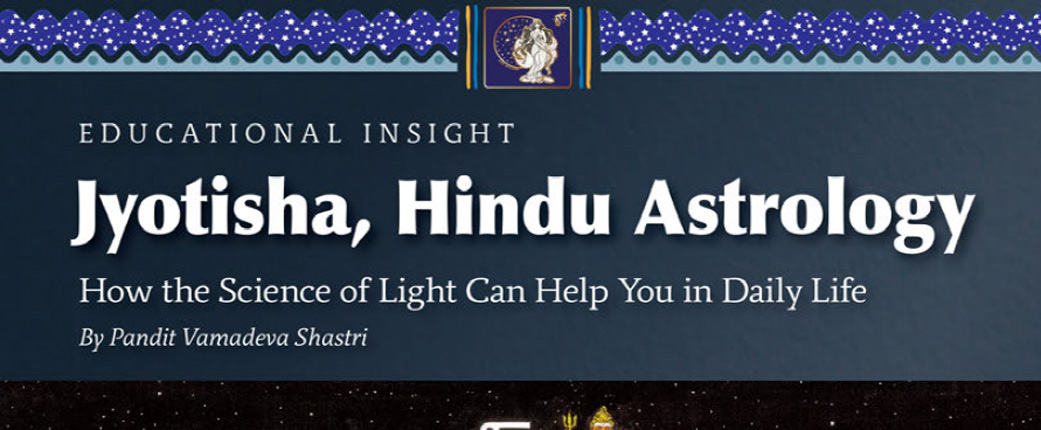 EDUCATIONAL INSIGHT
Jyotisha, Hindu Astrology
How the Science of Light Can Help You in Daily Life
By Pandit Vamadeva Shastri